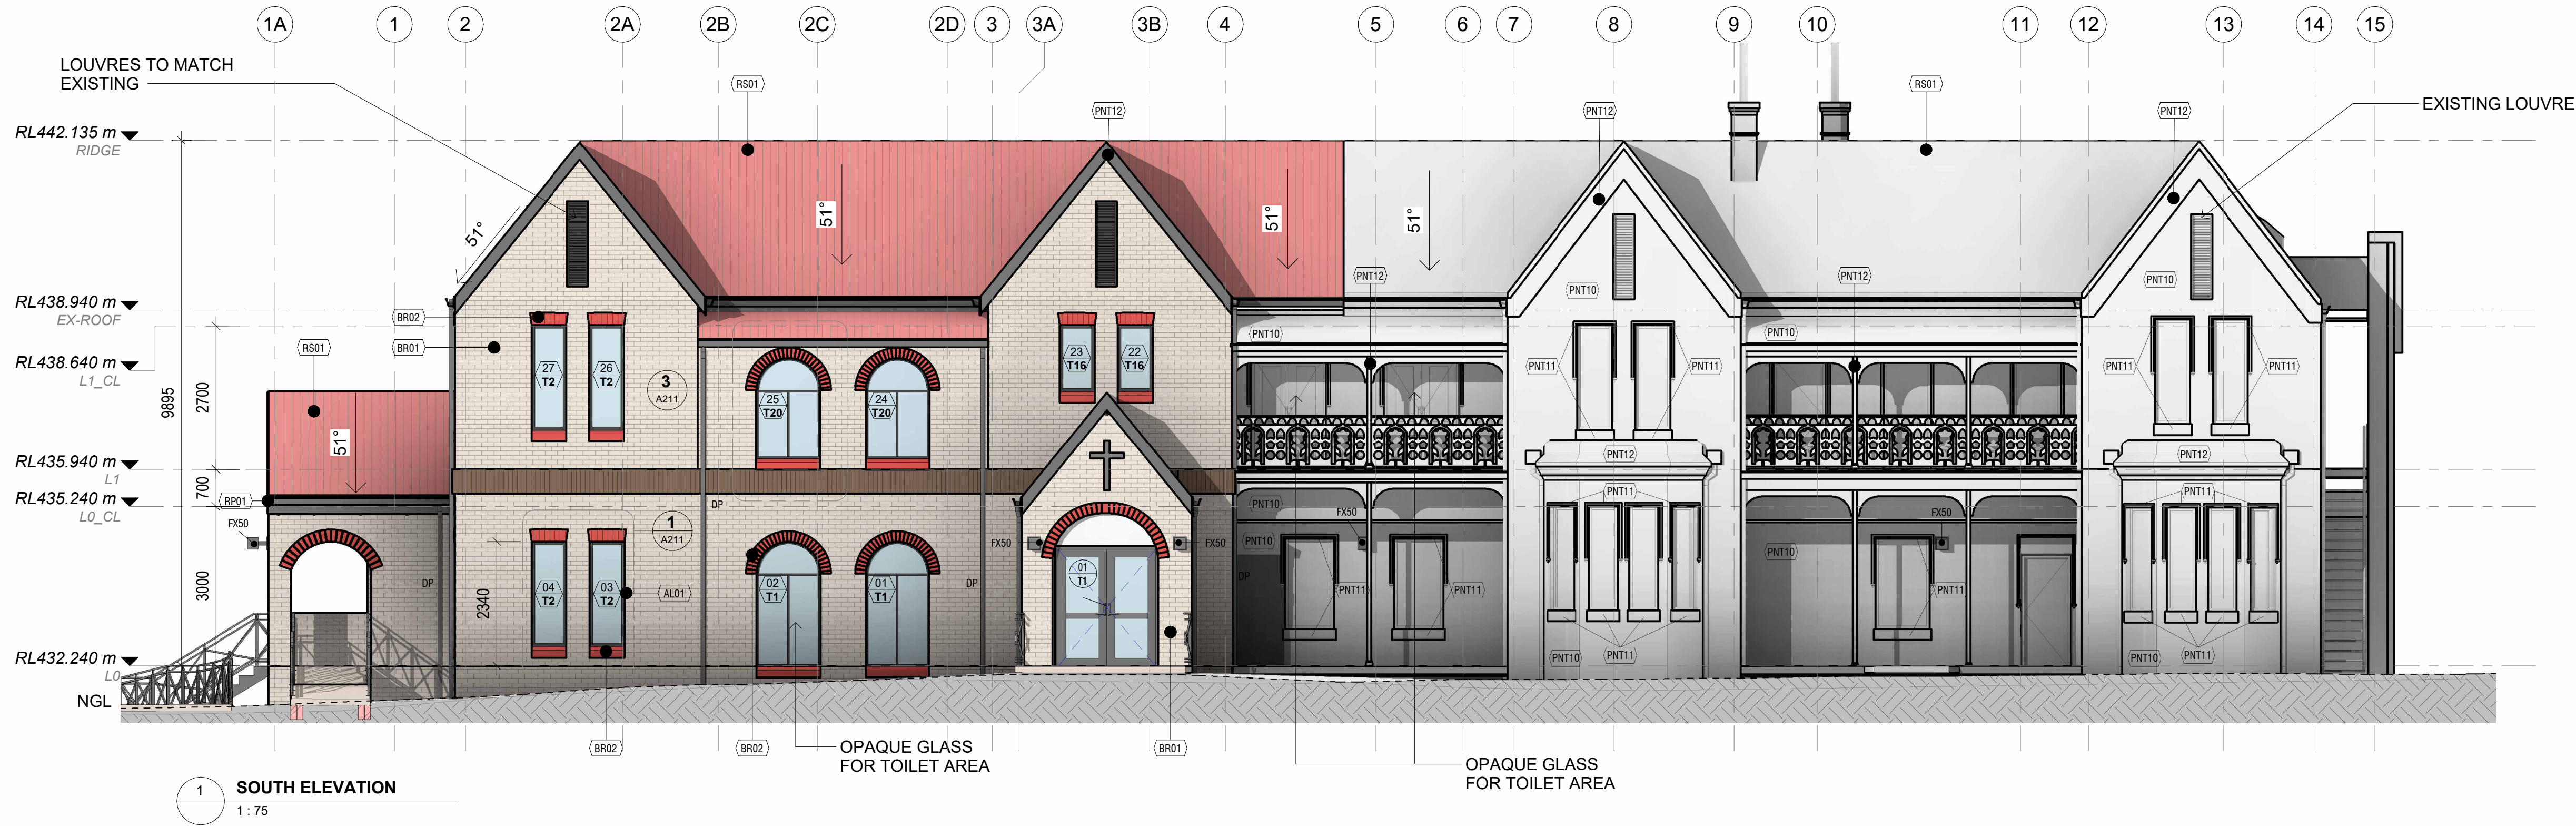 1A 1 2 2A 2B 2C 2D 3 3A 3B 4 5 6 7 8 9 10 11 12 13 14 15
LOUVRES TO MATCH
EXISTING
RS01
PNT12
PNT12
RS01
PNT12
EXISTING LOUVRE
RL442.135 m
RIDGE
51°
51°
51°
51°
PNT12
PNT12
PNT10
PNT10
RL438.940 m
EX-ROOF
BR02
BR01
RS01
RL438.640 m
L1_CL
9895
2700
51°
27
T2
26
T2
3
A211
25
T20
24
T20
23
T16
22
T16
PNT10
PNT10
PNT11
PNT11
PNT11
PNT11
RL435.940 m
L1
700
PNT12
PNT12
RL435.240 m
L0_CL
RP01
FX50
DP
1
A211
DP
FX50
FX50
PNT10
FX50
PNT11
FX50
PNT11
PNT10
PNT10
3000
2340
DP
04
T2
03
T2
AL01
02
T1
01
T1
DP
01
T1
DP
PNT11
PNT11
PNT11
RL432.240 m
L0
NGL
PNT10
PNT11
PNT10
PNT11
BR02
BR02
BR01
OPAQUE GLASS
FOR TOILET AREA
OPAQUE GLASS
FOR TOILET AREA
1
SOUTH ELEVATION
1 : 75